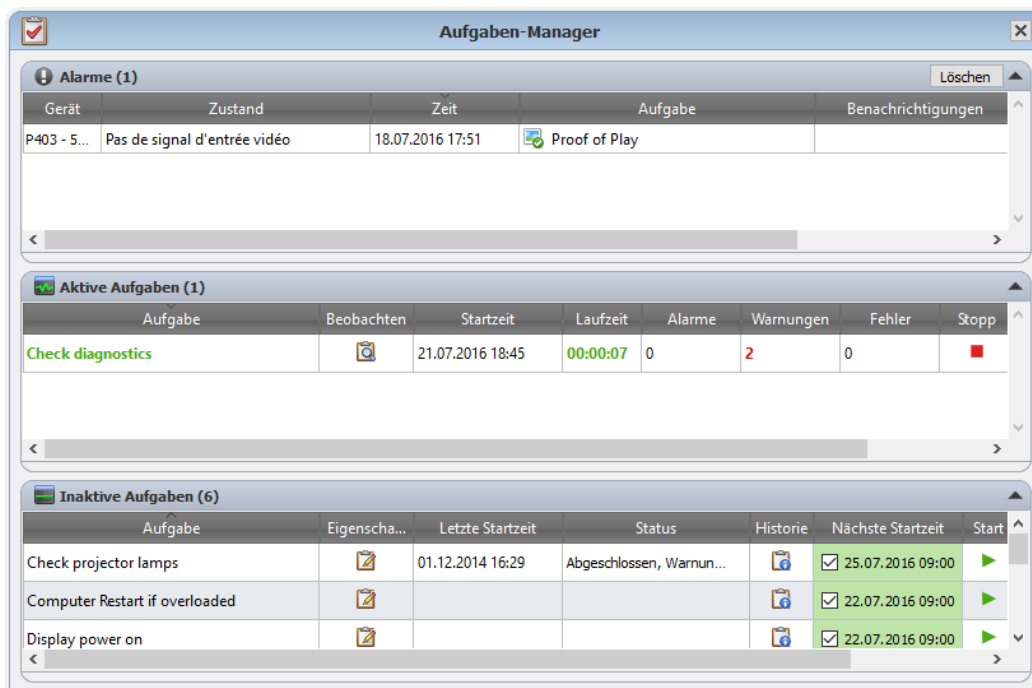 Aufgaben-Manager
Alarme (1) Löschen
Gerät Zustand Zeit Aufgabe Benachrichtigungen
P403 - 5... Pas de signal d'entrée vidéo 18.07.2016 17:51 Proof of Play
Aktive Aufgaben (1)
Aufgabe Beobachten Startzeit Laufzeit Alarme Warnungen Fehler Stopp
Check diagnostics 21.07.2016 18:45 00:00:07 0 2 0
Inaktive Aufgaben (6)
Aufgabe Eigenscha... Letzte Startzeit Status Historie Nächste Startzeit Start
Check projector lamps 01.12.2014 16:29 Abgeschlossen, Warnun... 25.07.2016 09:00
Computer Restart if overloaded 22.07.2016 09:00
Display power on 22.07.2016 09:00